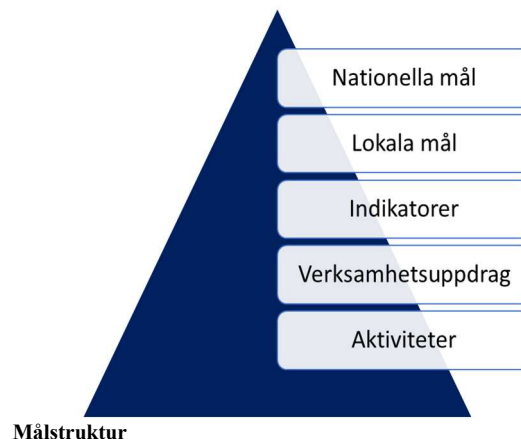 Nationella mål
Lokala mål
Indikatorer
Verksamhetsuppdrag
Aktiviteter
Målstruktur